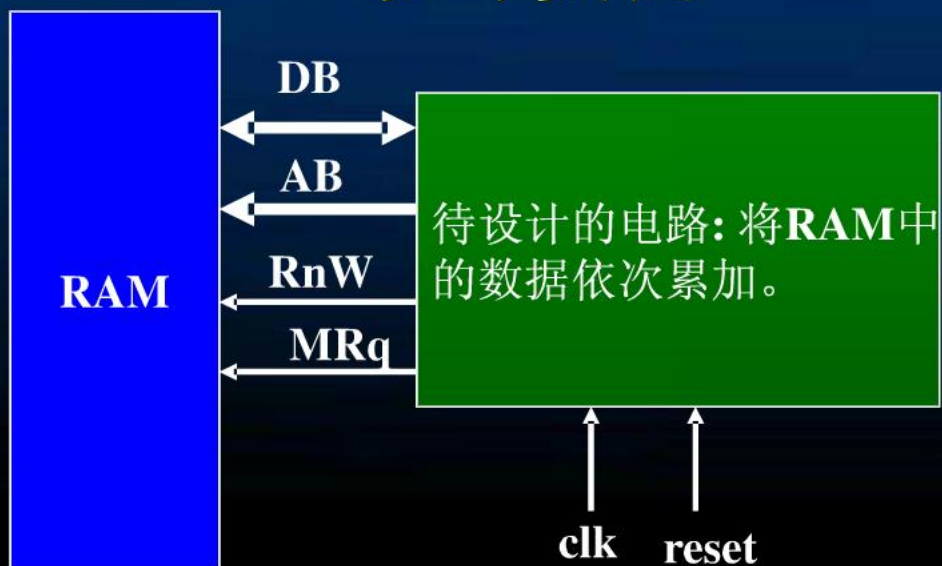 DB
AB
RnW
MRq
RAM
待设计的电路: 将RAM中
的数据依次累加。
clk
reset